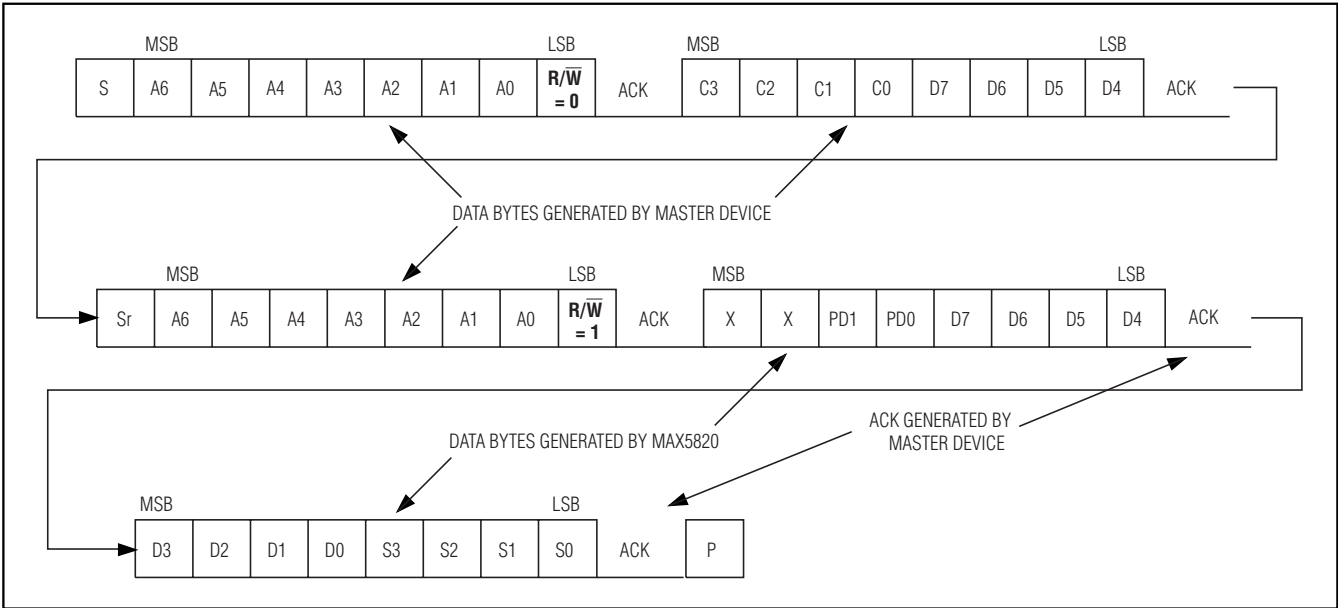 MSB LSB MSB LSB
S A6 A5 A4 A3 A2 A1 A0 R/W̅ = 0 ACK C3 C2 C1 C0 D7 D6 D5 D4 ACK
DATA BYTES GENERATED BY MASTER DEVICE
MSB LSB MSB LSB
Sr A6 A5 A4 A3 A2 A1 A0 R/W̅ = 1 ACK X X PD1 PD0 D7 D6 D5 D4 ACK
DATA BYTES GENERATED BY MAX5820
ACK GENERATED BY
MASTER DEVICE
MSB LSB
D3 D2 D1 D0 S3 S2 S1 S0 ACK P